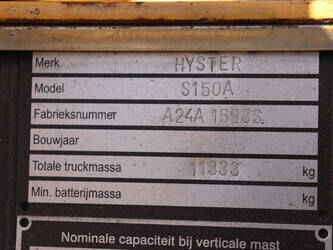 Merk HYSTER
Model S150A
Fabrieksnummer A24A 1593S
Bouwjaar
Totale truckmassa 11333 kg
Min. batterijmassa kg
Nominale capaciteit bij verticale mast